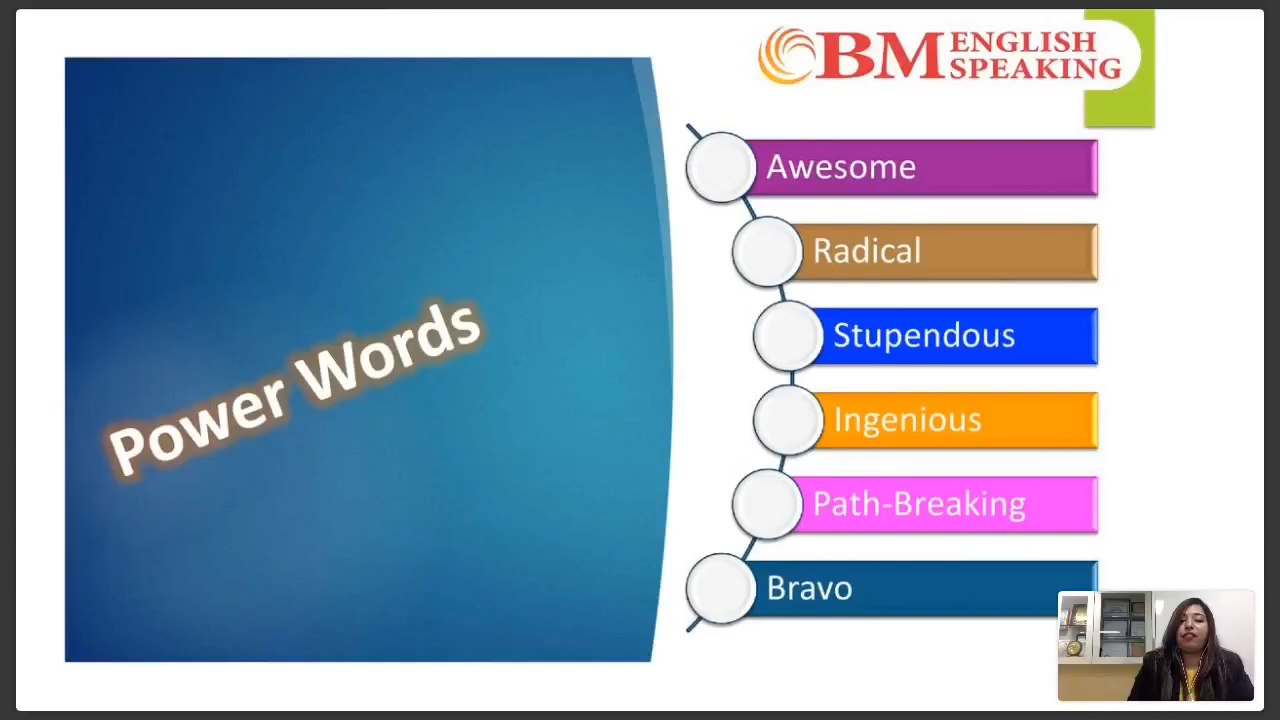 BM ENGLISH
SPEAKING
Power Words
Awesome
Radical
Stupendous
Ingenious
Path-Breaking
Bravo